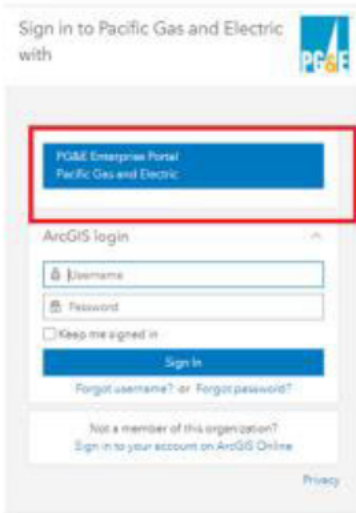 Sign in to Pacific Gas and Electric
with
PG&E
PG&E Enterprise Portal
Pacific Gas and Electric
ArcGIS login
Username
Password
Keep me signed in
Sign In
Forgot username? or Forgot password?
Not a member of this organization?
Sign in to your account on ArcGIS Online
Privacy